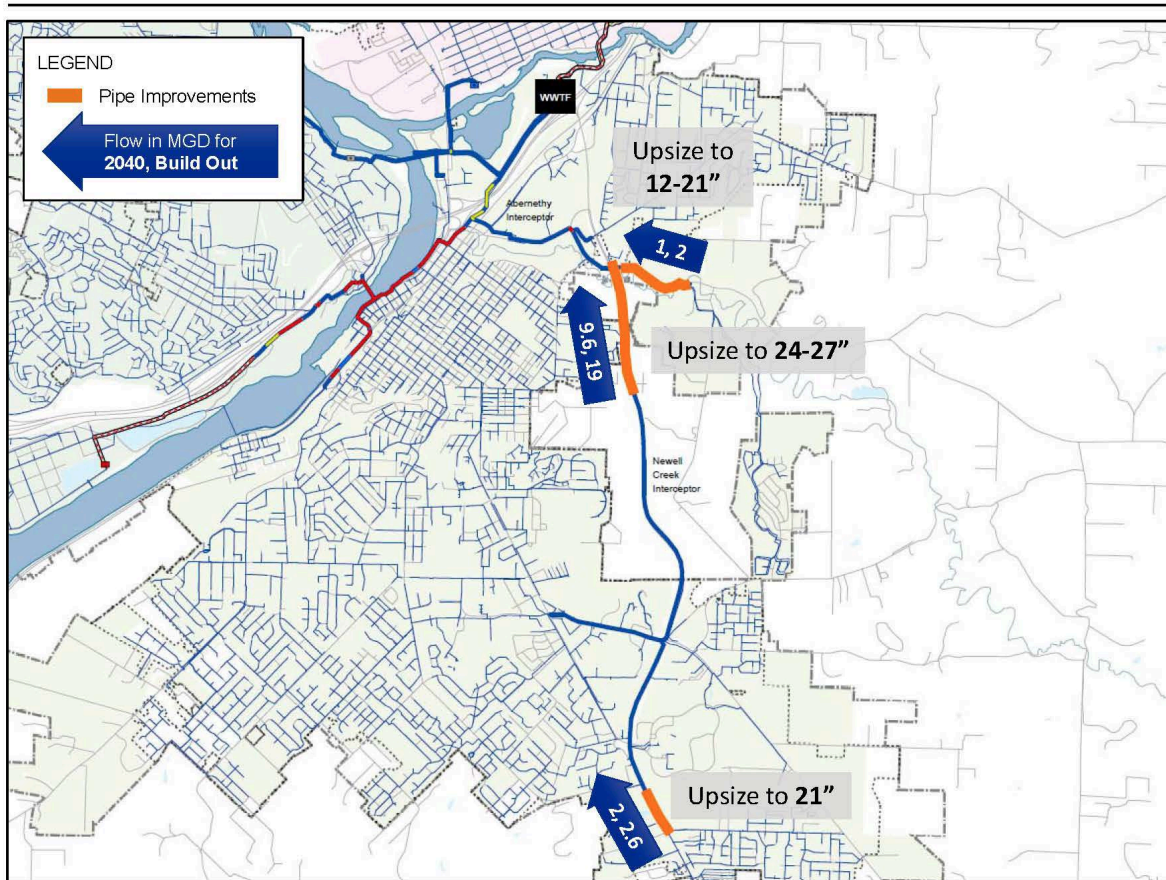 LEGEND
Pipe Improvements
Flow in MGD for
2040, Build Out
WWTF
Upsize to
12-21”
Abernethy
Interceptor
1, 2
9.6, 19
Upsize to 24-27”
Newell
Creek
Interceptor
2, 2.6
Upsize to 21”